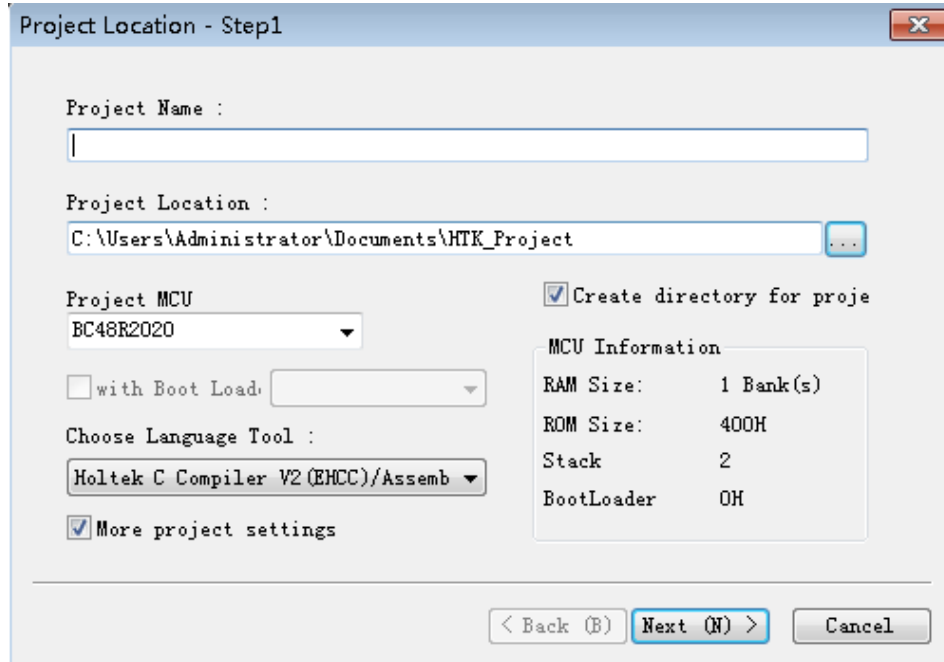 Project Location - Step1
Project Name :
Project Location :
C:\Users\Administrator\Documents\HTK_Project
...
Project MCU
BC48R2020
Create directory for proje
with Boot Load
Choose Language Tool :
Holtek C Compiler V2(EHCC)/Assemb
More project settings
MCU Information
RAM Size: 1 Bank(s)
ROM Size: 400H
Stack 2
BootLoader 0H
< Back (B)
Next (N) >
Cancel